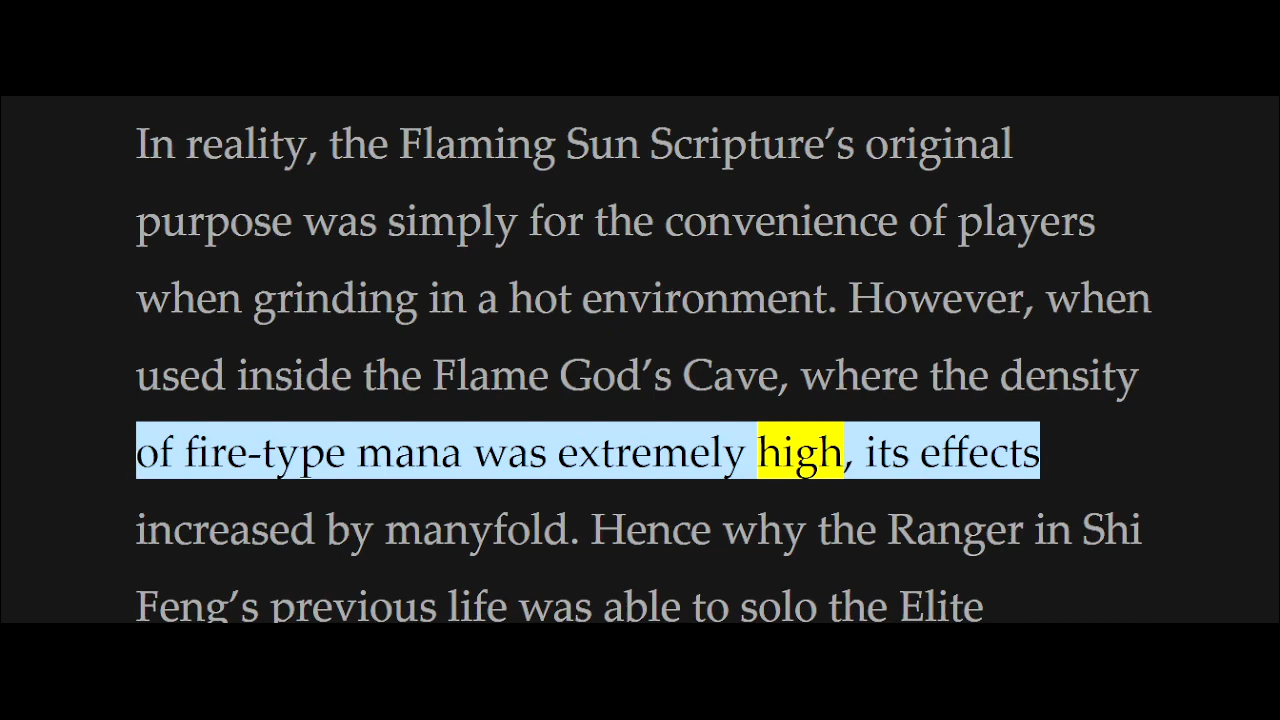 In reality, the Flaming Sun Scripture’s original
purpose was simply for the convenience of players
when grinding in a hot environment. However, when
used inside the Flame God’s Cave, where the density
of fire-type mana was extremely high, its effects
increased by manyfold. Hence why the Ranger in Shi
Feng’s previous life was able to solo the Elite